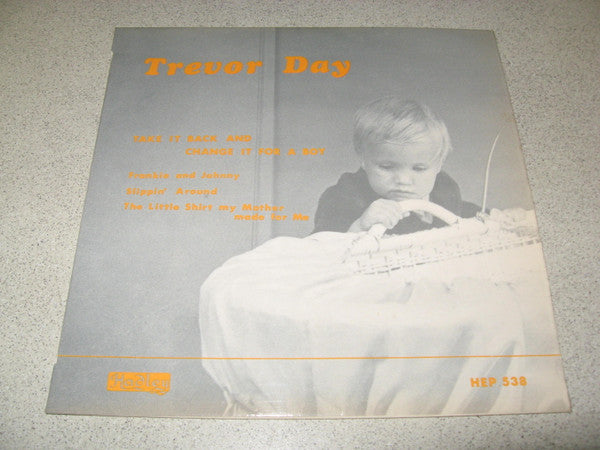 Trevor Day
TAKE IT BACK AND
CHANGE IT FOR A BOY
Frankie and Johnny
Slippin' Around
The Little Shirt my Mother
made for Me
HEP 538